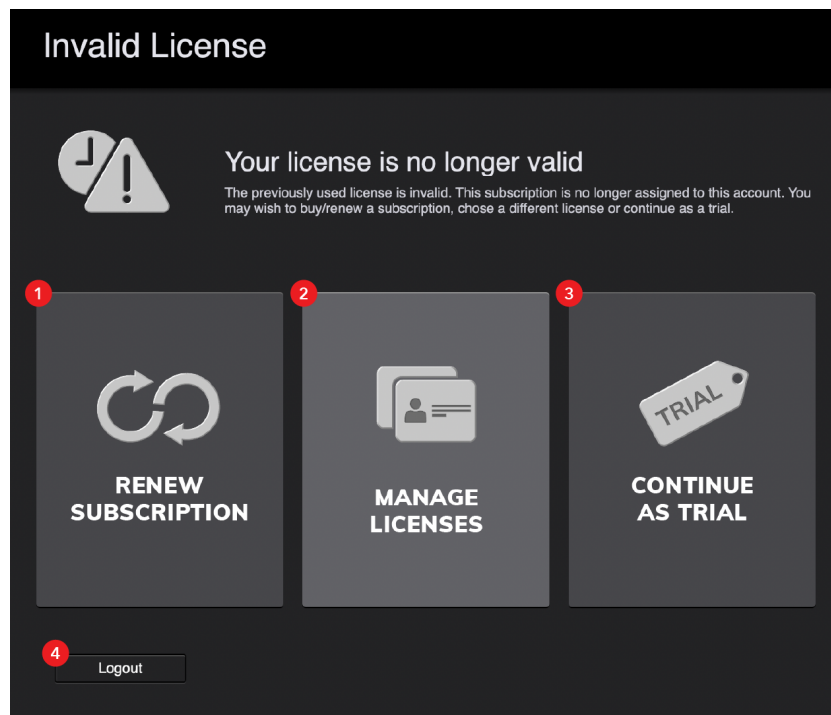 Invalid License
Your license is no longer valid
The previously used license is invalid. This subscription is no longer assigned to this account. You
may wish to buy/renew a subscription, chose a different license or continue as a trial.
1
RENEW
SUBSCRIPTION
2
MANAGE
LICENSES
3
TRIAL
CONTINUE
AS TRIAL
4
Logout